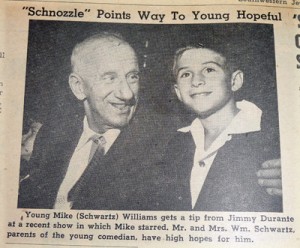 "Schnozzle" Points Way To Young Hopeful
Young Mike (Schwartz) Williams gets a tip from Jimmy Durante
at a recent show in which Mike starred. Mr. and Mrs. Wm. Schwartz,
parents of the young comedian, have high hopes for him.